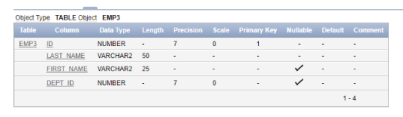 Object Type TABLE Object EMP3
Table Column Data Type Length Precision Scale Primary Key Nullable Default Comment
EMP3 ID NUMBER - 7 0 1 - - -
LAST_NAME VARCHAR2 50 - - - - - -
FIRST_NAME VARCHAR2 25 - - - ✓ - -
DEPT_ID NUMBER - 7 0 - ✓ - -
1 - 4